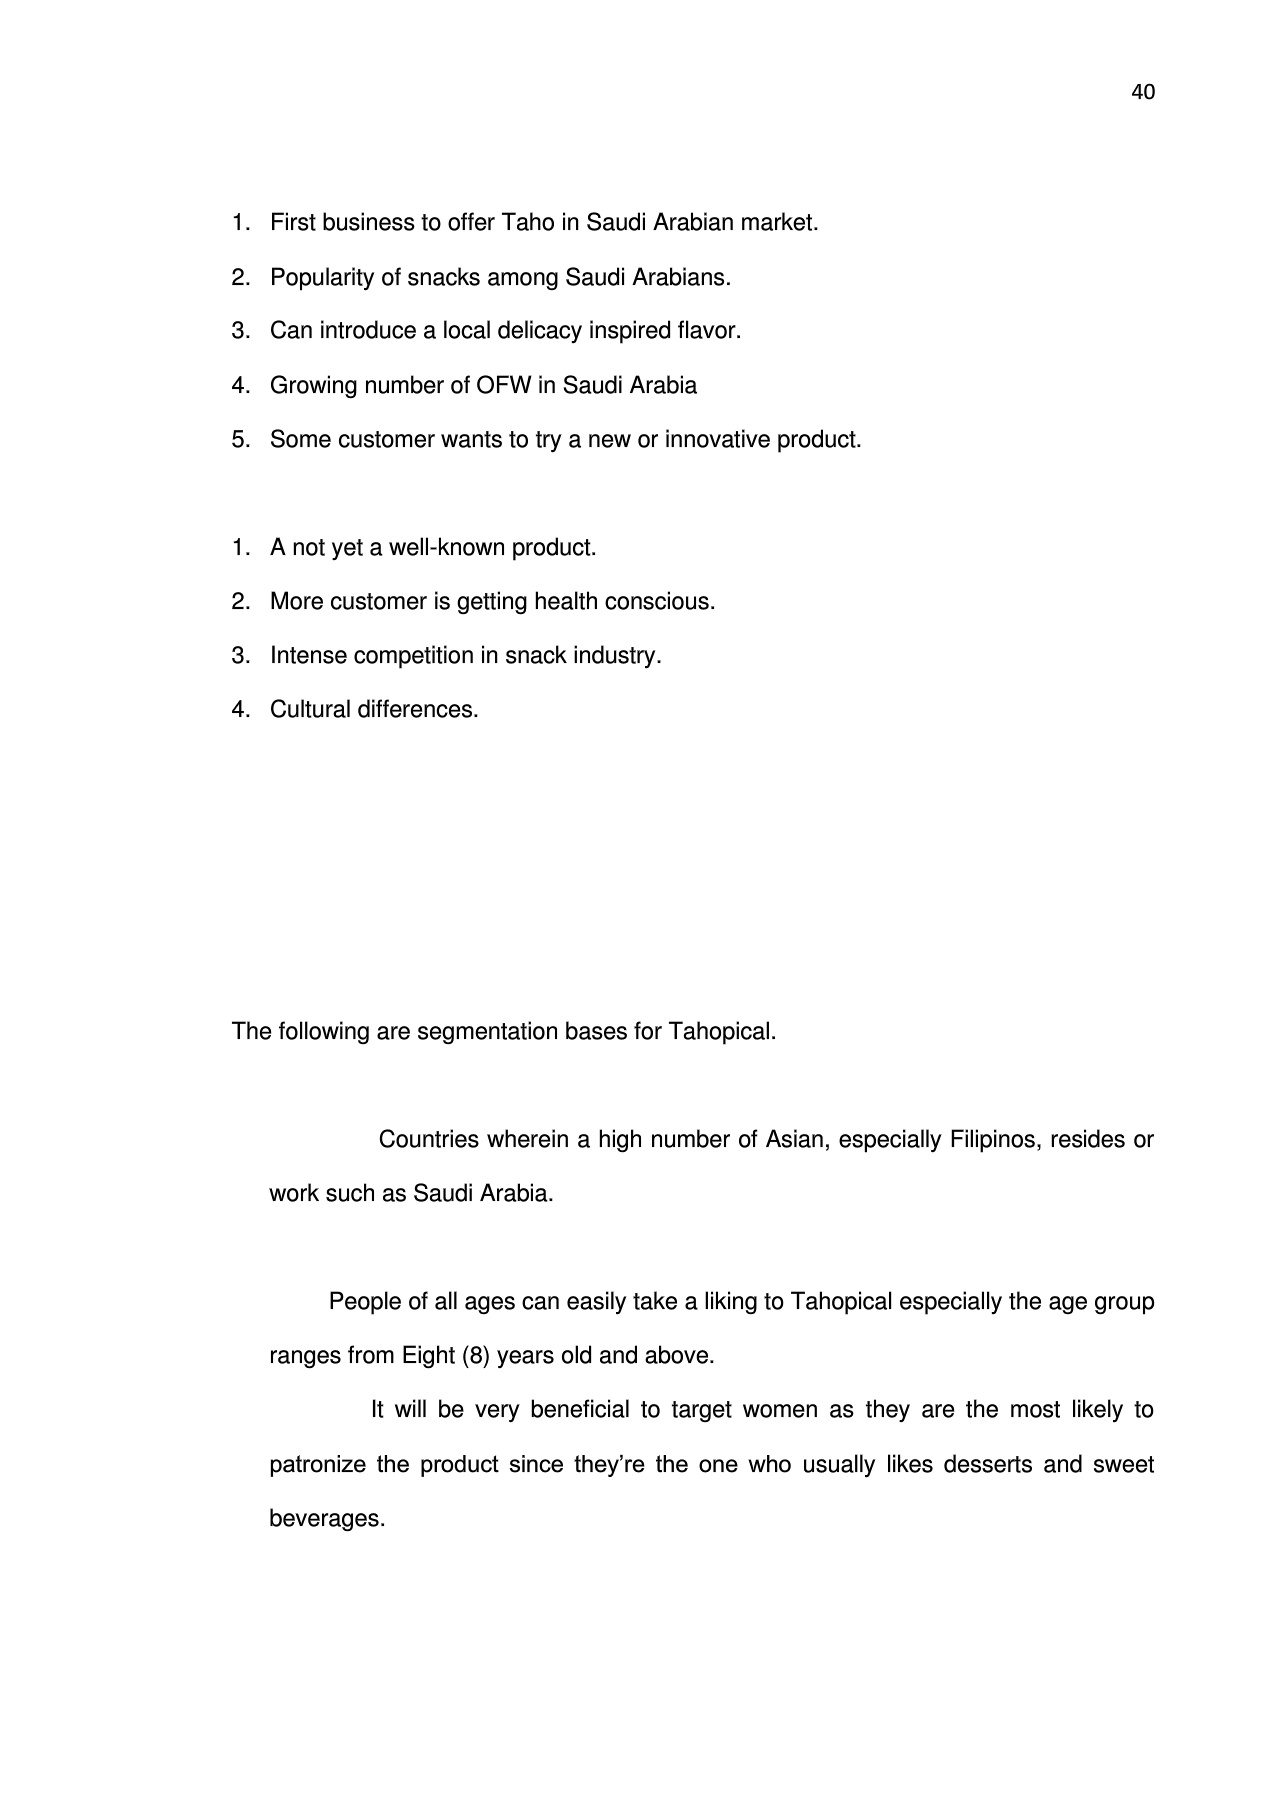 40
1. First business to offer Taho in Saudi Arabian market.
2. Popularity of snacks among Saudi Arabians.
3. Can introduce a local delicacy inspired flavor.
4. Growing number of OFW in Saudi Arabia
5. Some customer wants to try a new or innovative product.
1. A not yet a well-known product.
2. More customer is getting health conscious.
3. Intense competition in snack industry.
4. Cultural differences.
The following are segmentation bases for Tahopical.
Countries wherein a high number of Asian, especially Filipinos, resides or
work such as Saudi Arabia.
People of all ages can easily take a liking to Tahopical especially the age group
ranges from Eight (8) years old and above.
It will be very beneficial to target women as they are the most likely to
patronize the product since they’re the one who usually likes desserts and sweet
beverages.